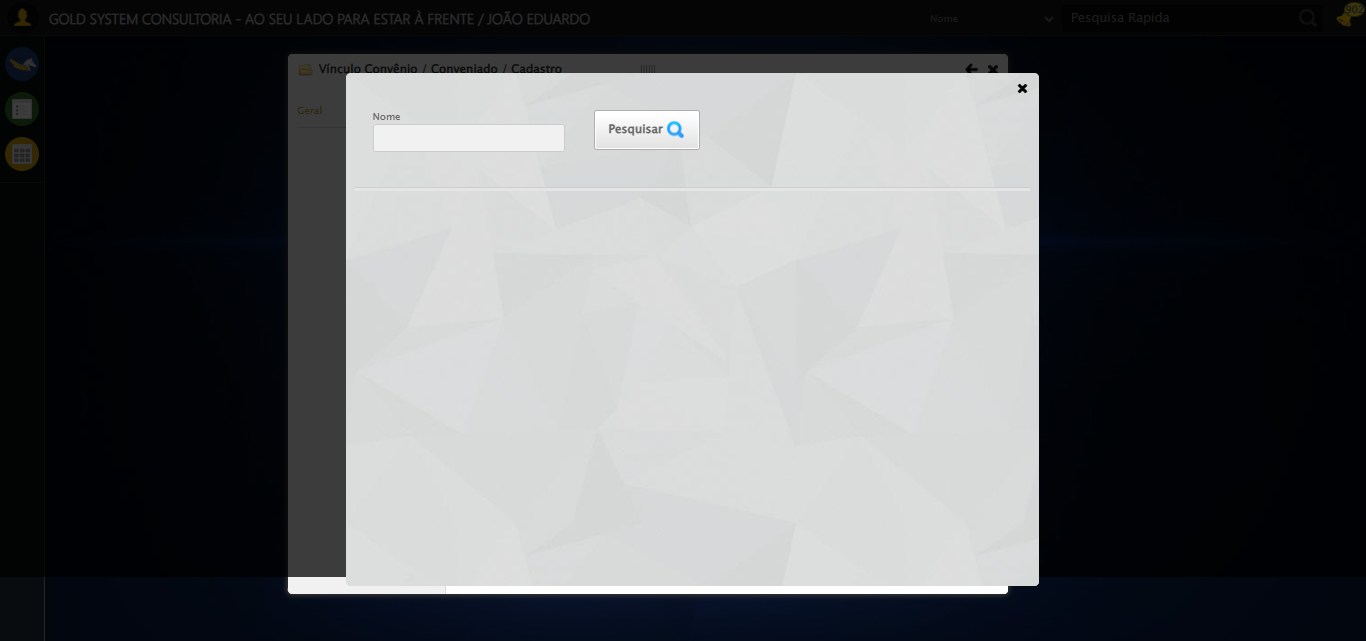 GOLD SYSTEM CONSULTORIA - AO SEU LADO PARA ESTAR À FRENTE / JOÃO EDUARDO
Nome
Pesquisa Rapida
902
Vínculo Convênio / Conveniado / Cadastro
Geral
Nome
Pesquisar